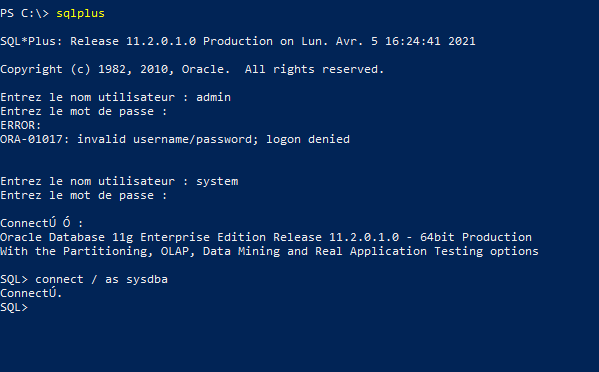 PS C:\> sqlplus
SQL*Plus: Release 11.2.0.1.0 Production on Lun. Avr. 5 16:24:41 2021
Copyright (c) 1982, 2010, Oracle.  All rights reserved.
Entrez le nom utilisateur : admin
Entrez le mot de passe :
ERROR:
ORA-01017: invalid username/password; logon denied
Entrez le nom utilisateur : system
Entrez le mot de passe :
ConnectÚ Ó :
Oracle Database 11g Enterprise Edition Release 11.2.0.1.0 - 64bit Production
With the Partitioning, OLAP, Data Mining and Real Application Testing options
SQL> connect / as sysdba
ConnectÚ.
SQL>